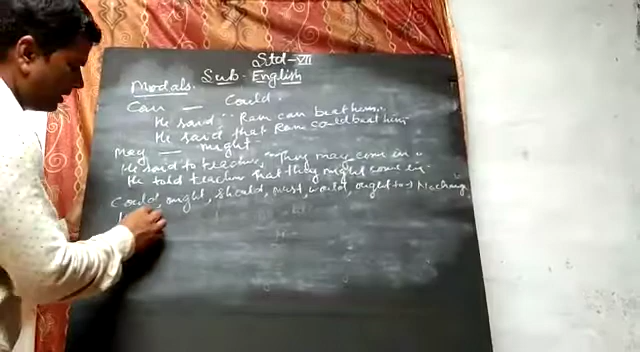 Std-VII
Sub-English
Modals.
Can — Could.
He said, "Ram can beat him."
He said that Ram could beat him
May — might
He said to teacher, "They may come in."
He told teacher that they might come in
Could, might, should, must, would, ought to → No change.